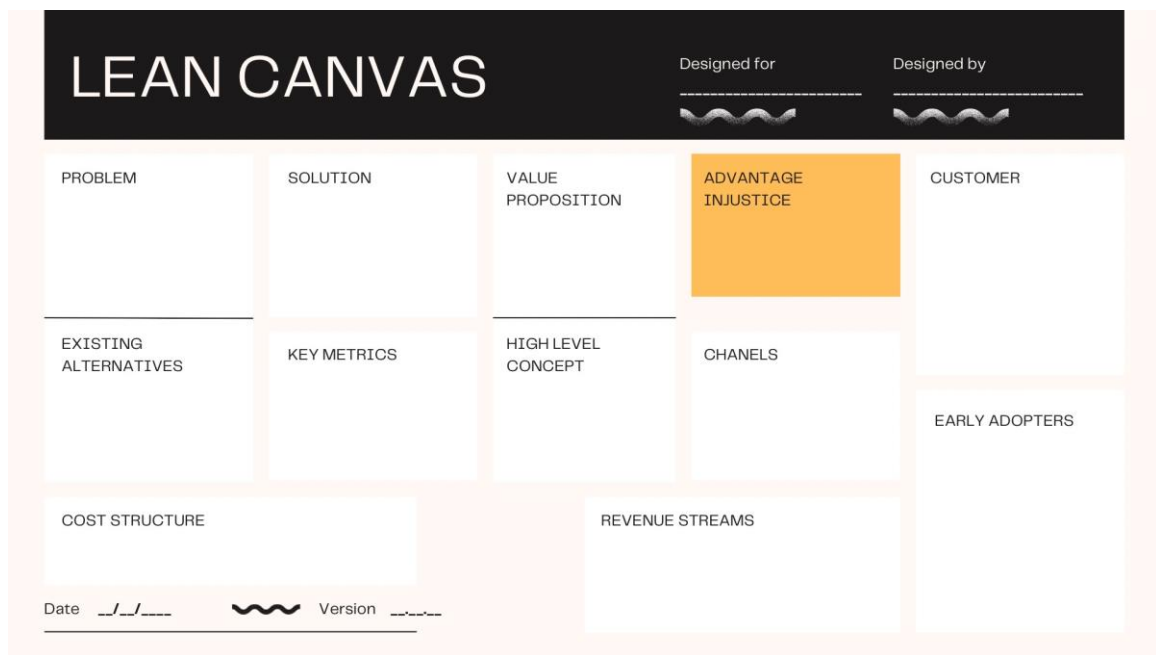 LEAN CANVAS
Designed for
Designed by
PROBLEM
SOLUTION
VALUE
PROPOSITION
ADVANTAGE
INJUSTICE
CUSTOMER
EXISTING
ALTERNATIVES
KEY METRICS
HIGH LEVEL
CONCEPT
CHANELS
EARLY ADOPTERS
COST STRUCTURE
REVENUE STREAMS
Date __/__/____
Version __.__.__